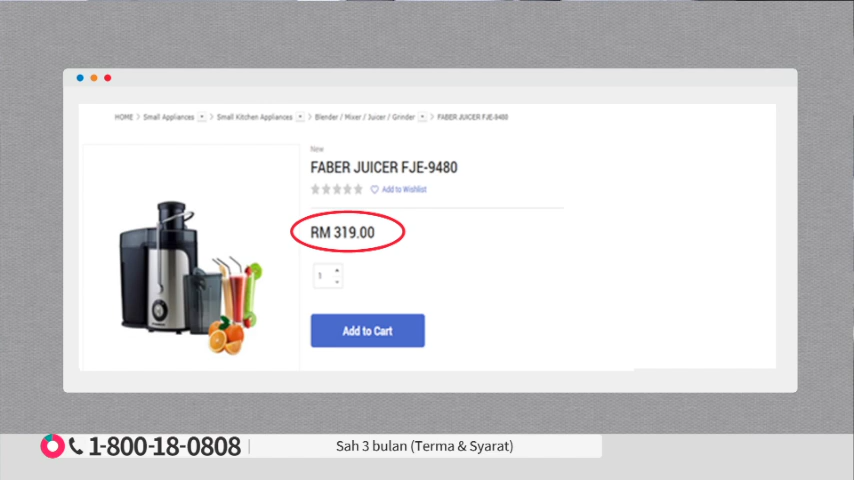 HOME > Small Appliances > Small Kitchen Appliances > Blender / Mixer / Juicer / Grinder > FABER JUICER FJE-9480
New
FABER JUICER FJE-9480
Add to Wishlist
RM 319.00
1
Add to Cart
1-800-18-0808
Sah 3 bulan (Terma & Syarat)